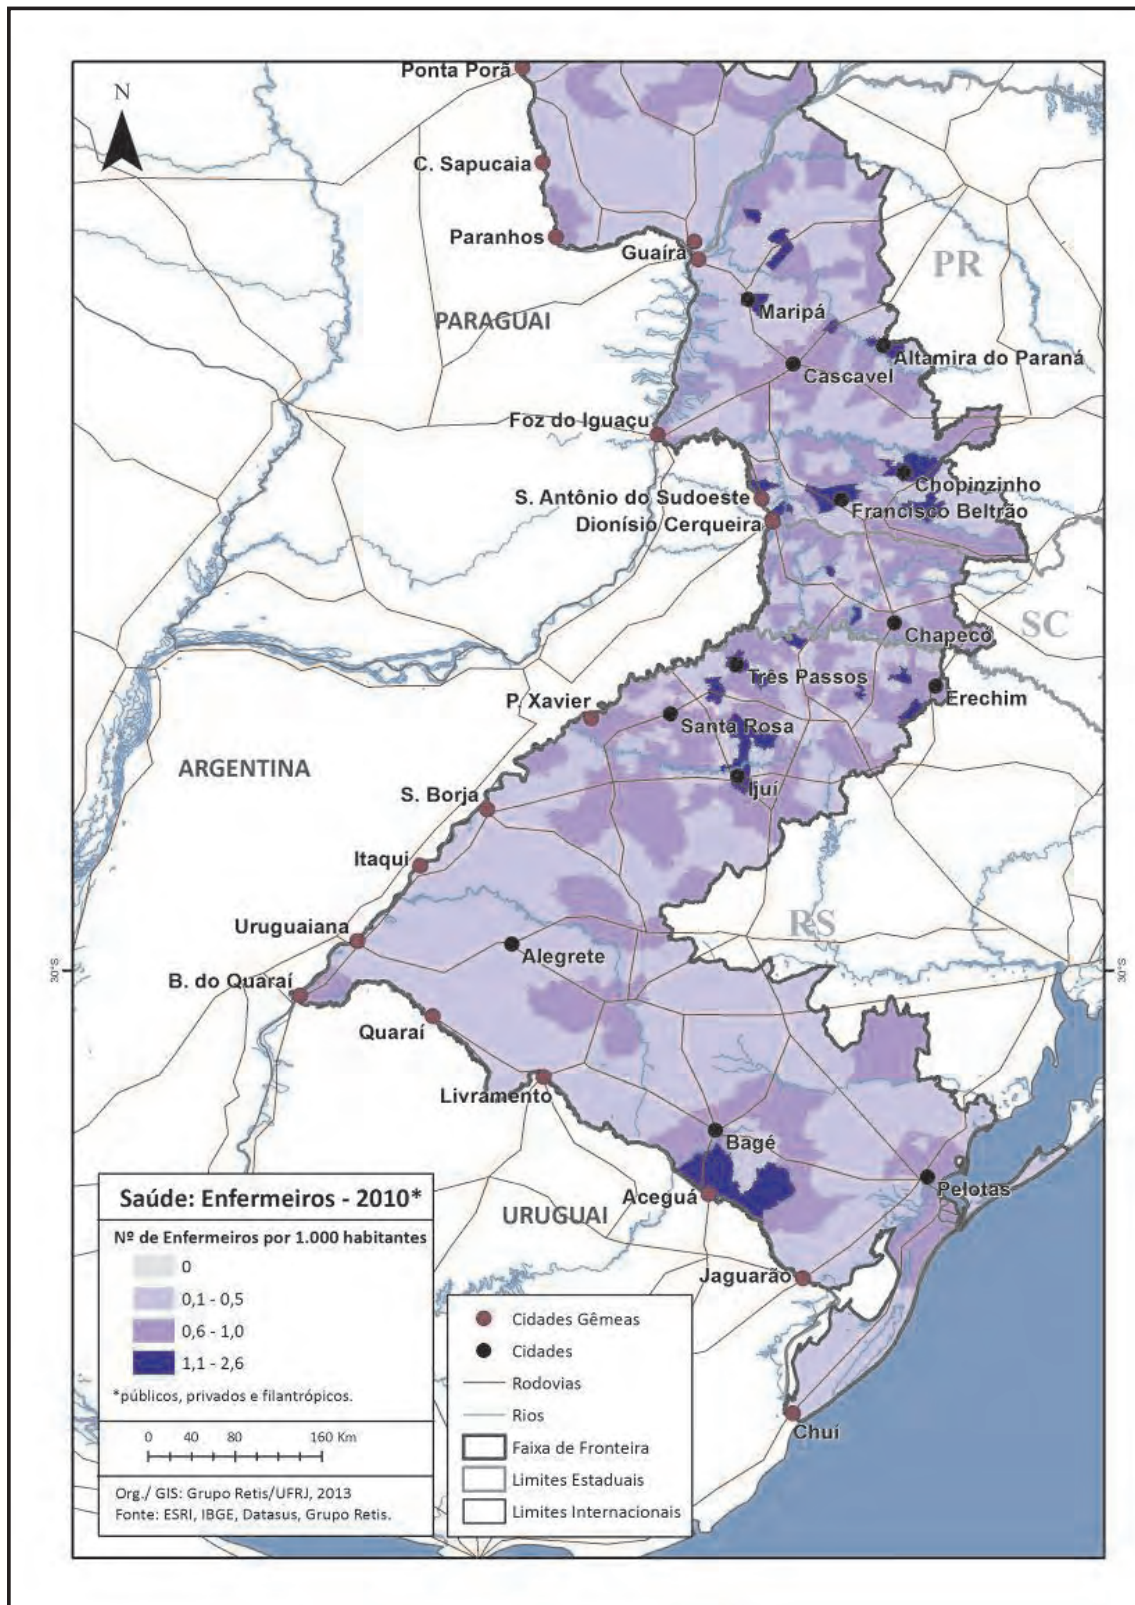 Ponta Porã
N
C. Sapucaia
Paranhos
Guaíra
PR
Maripá
PARAGUAI
Altamira do Paraná
Cascavel
Foz do Iguaçu
Chopinzinho
S. Antônio do Sudoeste
Francisco Beltrão
Dionísio Cerqueira
SC
Chapecó
Três Passos
Erechim
P. Xavier
Santa Rosa
ARGENTINA
Ijuí
S. Borja
Itaqui
RS
Uruguaiana
Alegrete
30°S
30°S
B. do Quaraí
Quaraí
Livramento
Bagé
Aceguá
Pelotas
URUGUAI
Jaguarão
Chuí
Saúde: Enfermeiros - 2010*
Nº de Enfermeiros por 1.000 habitantes
0
0,1 - 0,5
0,6 - 1,0
1,1 - 2,6
*públicos, privados e filantrópicos.
0 40 80 160 Km
Org./ GIS: Grupo Retis/UFRJ, 2013
Fonte: ESRI, IBGE, Datasus, Grupo Retis.
Cidades Gêmeas
Cidades
Rodovias
Rios
Faixa de Fronteira
Limites Estaduais
Limites Internacionais